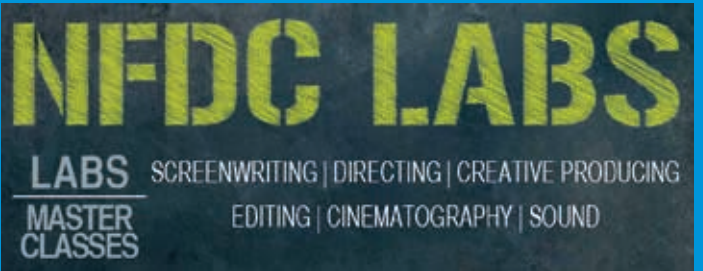 NFDC LABS
LABS
MASTER
CLASSES
SCREENWRITING | DIRECTING | CREATIVE PRODUCING
EDITING | CINEMATOGRAPHY | SOUND